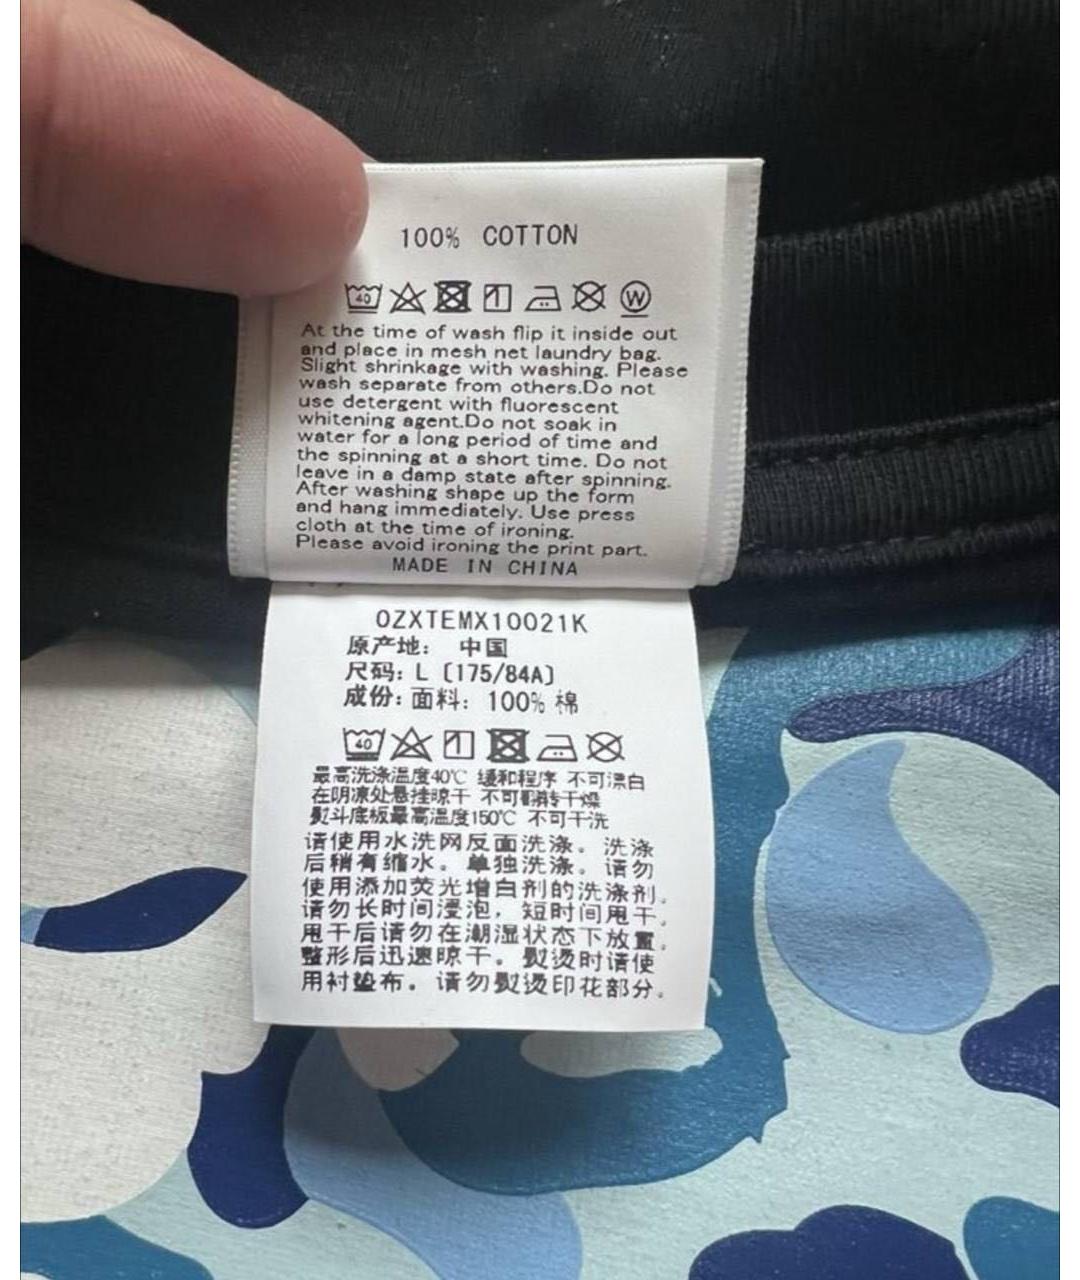 100% COTTON
40 W
At the time of wash flip it inside out
and place in mesh net laundry bag.
Slight shrinkage with washing. Please
wash separate from others.Do not
use detergent with fluorescent
whitening agent.Do not soak in
water for a long period of time and
the spinning at a short time. Do not
leave in a damp state after spinning.
After washing shape up the form
and hang immediately. Use press
cloth at the time of ironing.
Please avoid ironing the print part.
MADE IN CHINA
0ZXTEMX10021K
原产地： 中国
尺码：L (175/84A)
成份：面料：100% 棉
40
最高洗涤温度40℃ 缓和程序 不可漂白
在阴凉处悬挂晾干 不可翻转干燥
熨斗底板最高温度150℃ 不可干洗
请使用水洗网反面洗涤。洗涤
后稍有缩水。单独洗涤。请勿
使用添加荧光增白剂的洗涤剂。
请勿长时间浸泡，短时间甩干。
甩干后请勿在潮湿状态下放置。
整形后迅速晾干。熨烫时请使
用衬垫布。请勿熨烫印花部分。